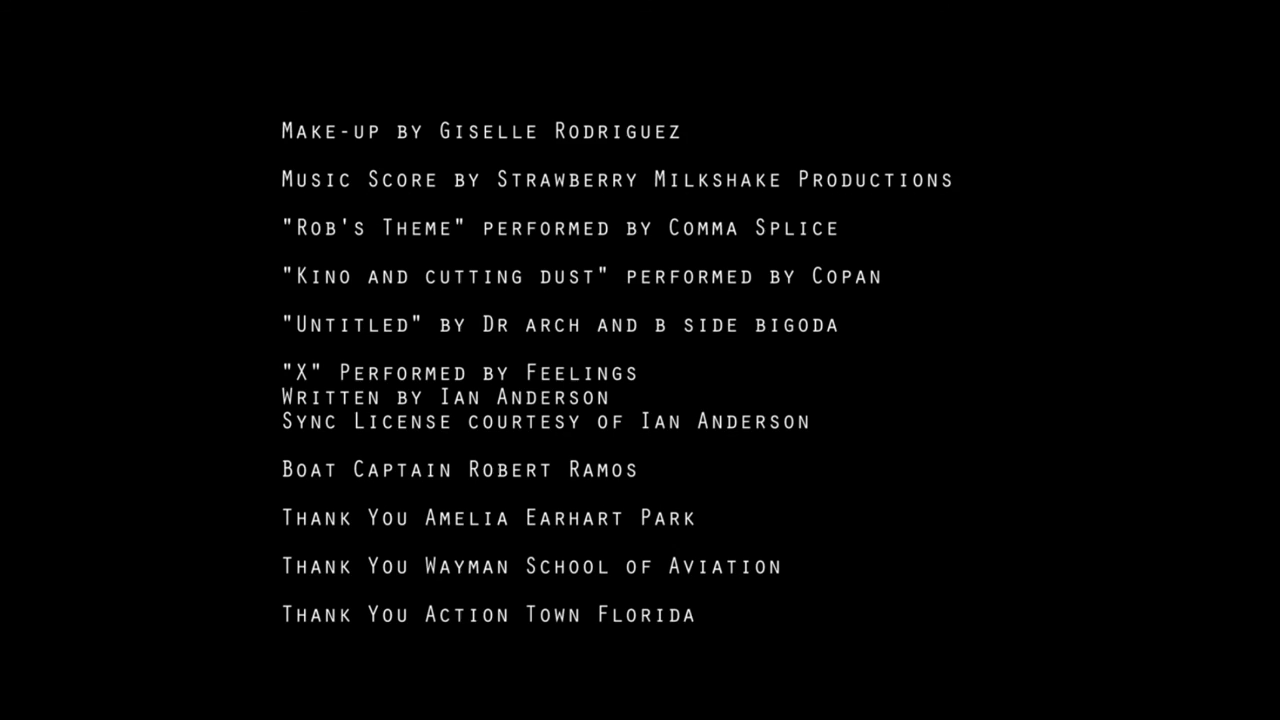 Make-up by Giselle Rodriguez
Music Score by Strawberry Milkshake Productions
"Rob's Theme" performed by Comma Splice
"Kino and cutting dust" performed by Copan
"Untitled" by Dr arch and b side bigoda
"X" Performed by Feelings
Written by Ian Anderson
Sync License courtesy of Ian Anderson
Boat Captain Robert Ramos
Thank You Amelia Earhart Park
Thank You Wayman School of Aviation
Thank You Action Town Florida